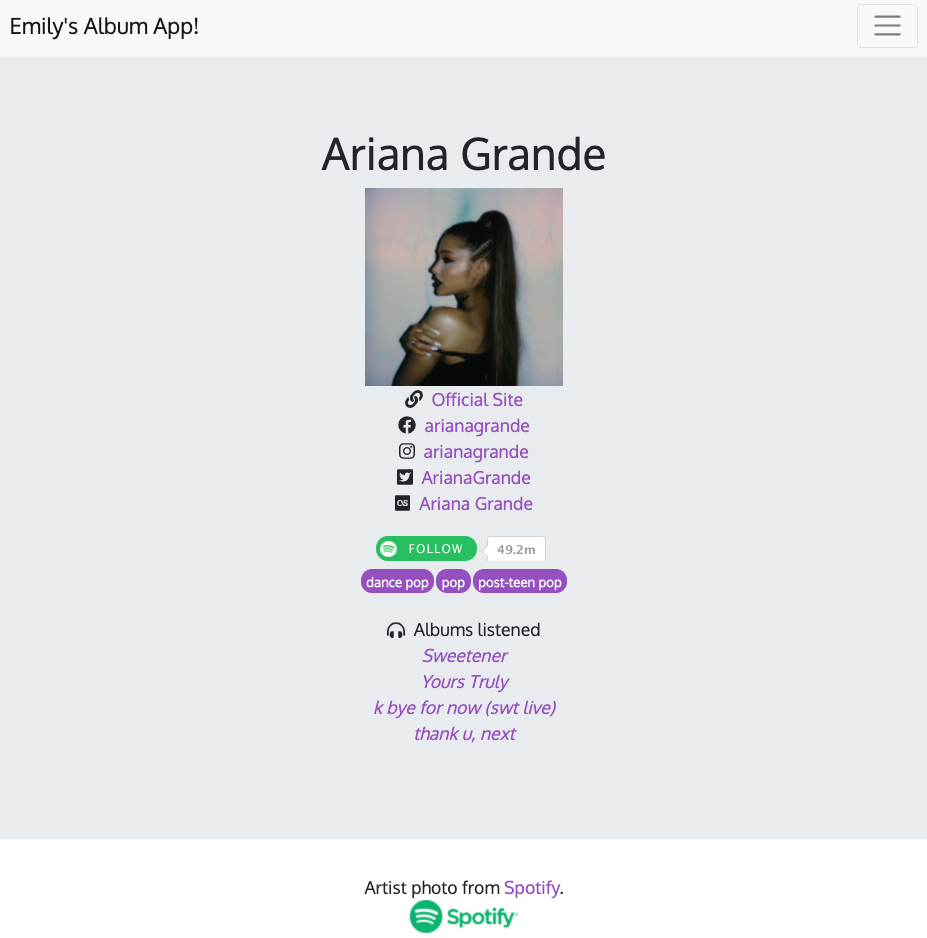 Emily's Album App!
Ariana Grande
Official Site
arianagrande
arianagrande
ArianaGrande
Ariana Grande
FOLLOW 49.2m
dance pop pop post-teen pop
Albums listened
Sweetener
Yours Truly
k bye for now (swt live)
thank u, next
Artist photo from Spotify.
Spotify